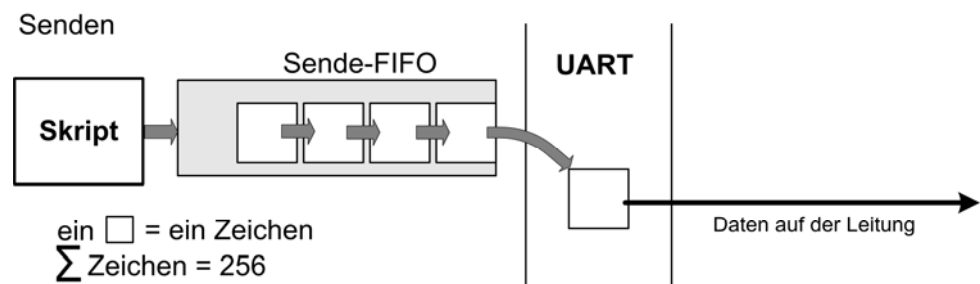 Senden
Sende-FIFO
UART
Skript
Daten auf der Leitung
ein □ = ein Zeichen
∑ Zeichen = 256